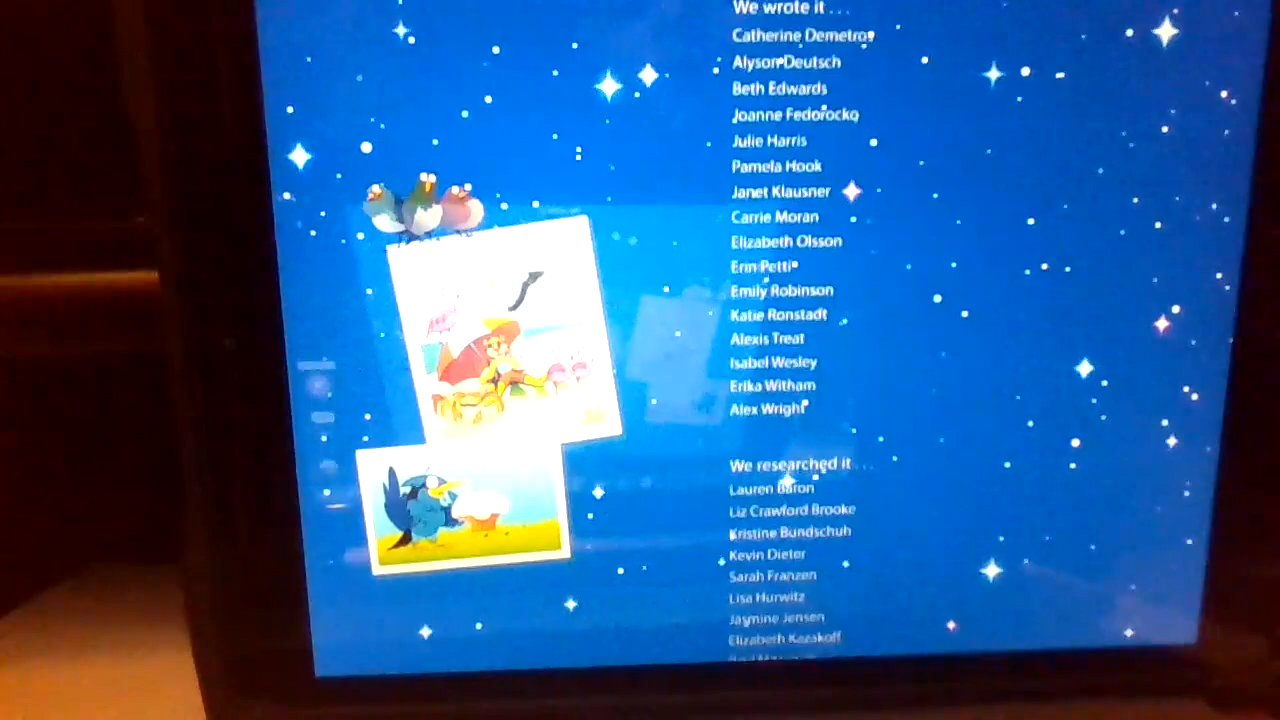 We wrote it . . .
Catherine Demetros
Alyson Deutsch
Beth Edwards
Joanne Fedorocko
Julie Harris
Pamela Hook
Janet Klausner
Carrie Moran
Elizabeth Olsson
Erin Petti
Emily Robinson
Katie Ronstadt
Alexis Treat
Isabel Wesley
Erika Witham
Alex Wright
We researched it . . .
Lauren Baron
Liz Crawford Brooke
Kristine Bundschuh
Kevin Dieter
Sarah Franzen
Lisa Hurwitz
Jasmine Jensen
Elizabeth Kazakoff